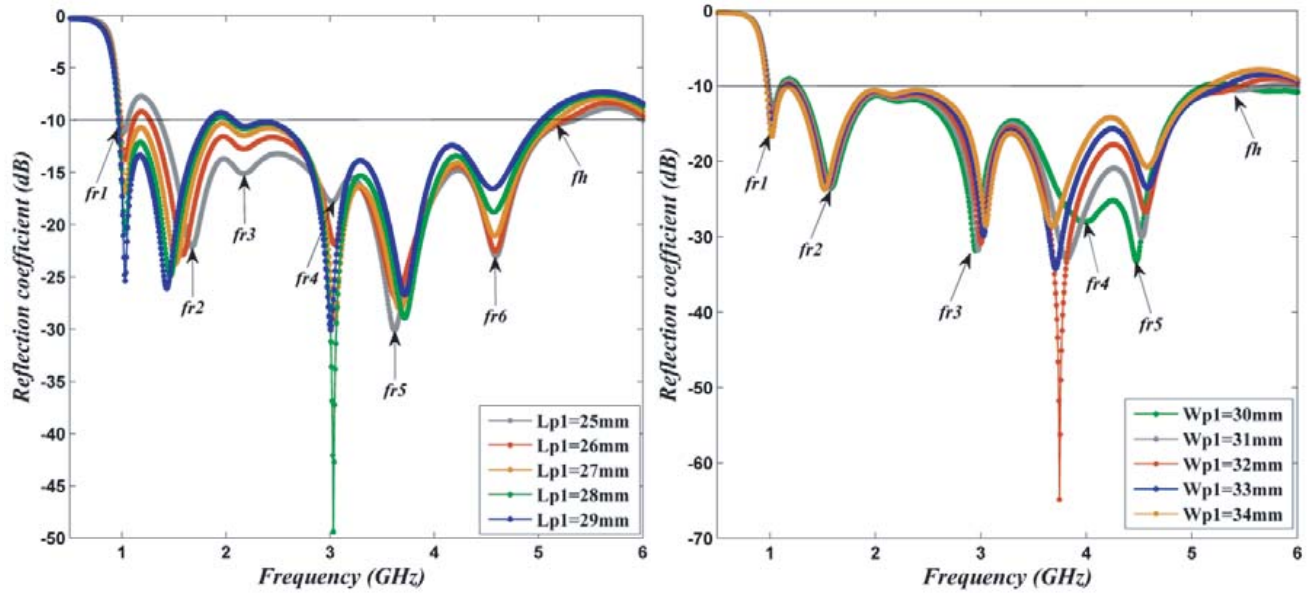 0
-5
-10
-15
-20
-25
-30
-35
-40
-45
-50
Reflection coefficient (dB)
fr1
fr2
fr3
fr4
fr5
fr6
fh
Lp1=25mm
Lp1=26mm
Lp1=27mm
Lp1=28mm
Lp1=29mm
1 2 3 4 5 6
Frequency (GHz)
0
-10
-20
-30
-40
-50
-60
-70
Reflection coefficient (dB)
fr1
fr2
fr3
fr4
fr5
fh
Wp1=30mm
Wp1=31mm
Wp1=32mm
Wp1=33mm
Wp1=34mm
1 2 3 4 5 6
Frequency (GHz)